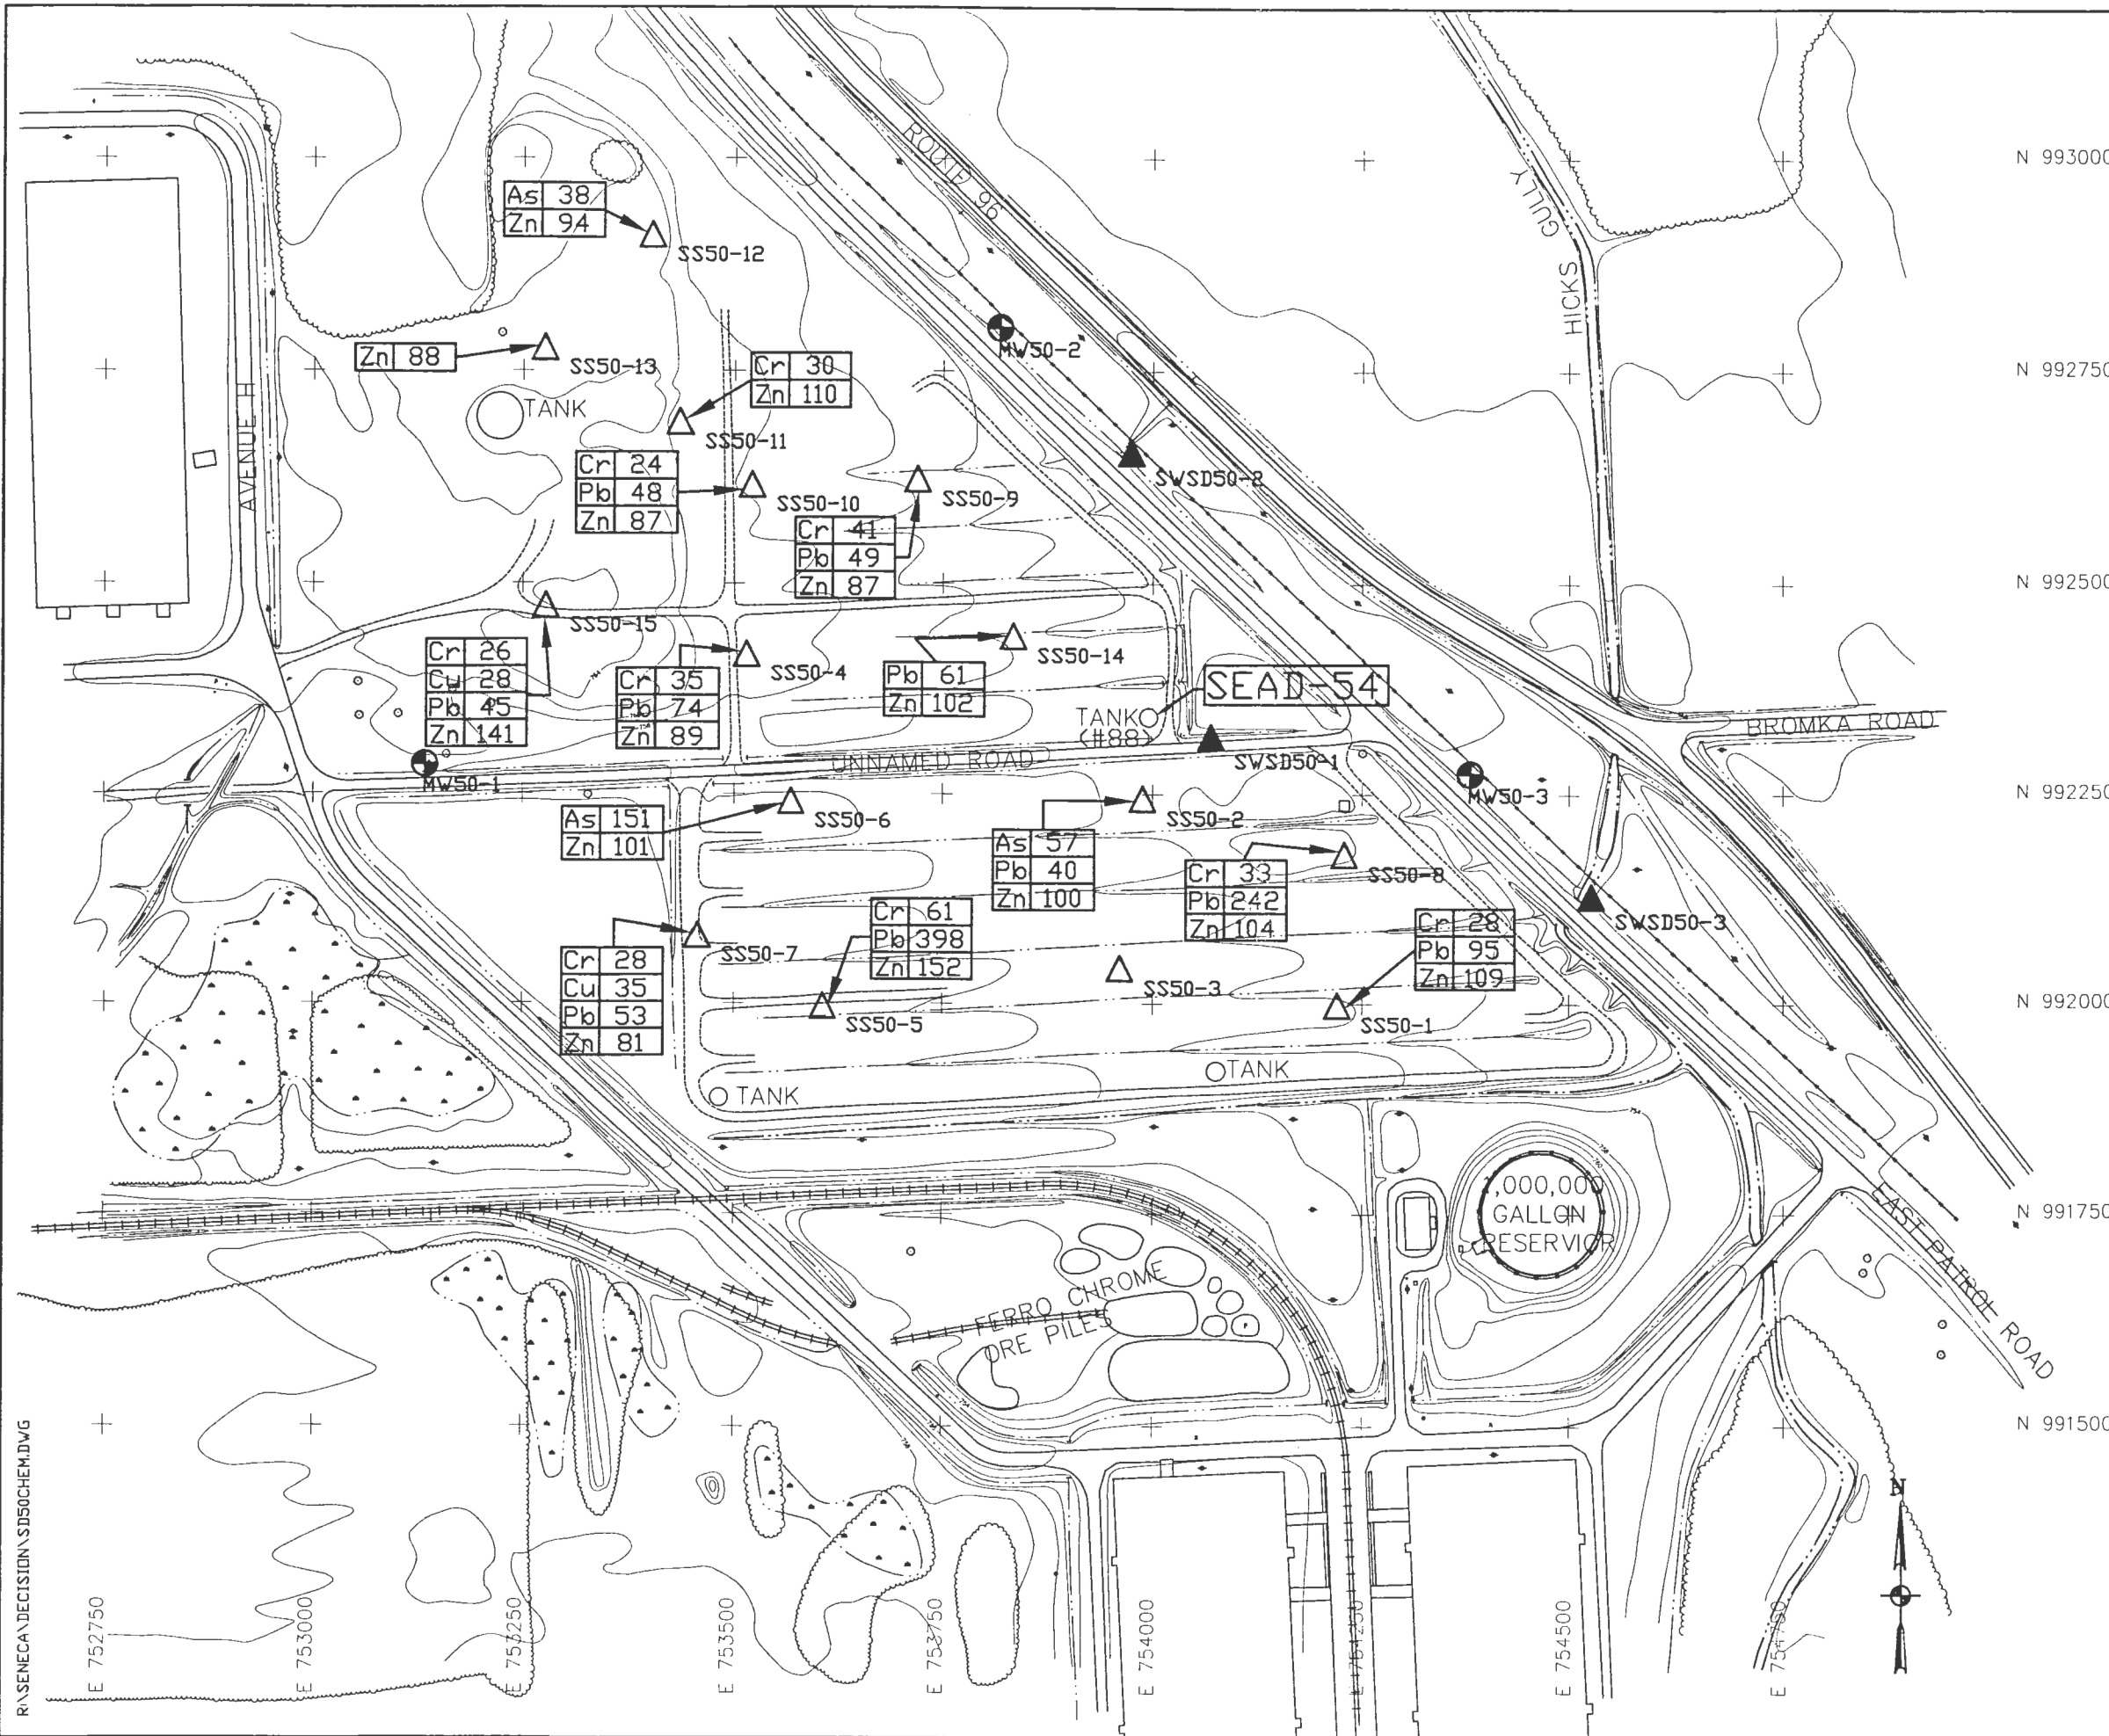 N 993000
ROUTE 96
HICKS GULLY
As 38
Zn 94
SS50-12
MW50-2
Zn 88
SS50-13
N 992750
Cr 30
Zn 110
TANK
AVENUE H
SS50-11
Cr 24
Pb 48
Zn 87
SS50-10
SS50-9
SWSD50-2
Cr 41
Pb 49
Zn 87
N 992500
SS50-15
Cr 26
Cu 28
Pb 45
Zn 141
Cr 35
Pb 74
Zn 89
SS50-4
SS50-14
Pb 61
Zn 102
SEAD-54
TANK
(#88)
BROMKA ROAD
UNNAMED ROAD
SWSD50-1
MW50-1
MW50-3
N 992250
As 151
Zn 101
SS50-6
SS50-2
As 57
Pb 40
Zn 100
Cr 33
Pb 242
Zn 104
SS50-8
SWSD50-3
Cr 61
Pb 398
Zn 152
Cr 28
Pb 95
Zn 109
SS50-7
Cr 28
Cu 35
Pb 53
Zn 81
SS50-3
SS50-5
SS50-1
N 992000
TANK
TANK
,000,000
GALLON
RESERVIOR
N 991750
FERRO CHROME
ORE PILES
PATROL ROAD
N 991500
N
E 752750
E 753000
E 753250
E 753500
E 753750
E 754000
E 754250
E 754500
E 754750
R:\SENECA\DECISION\SD50CHEM.DWG